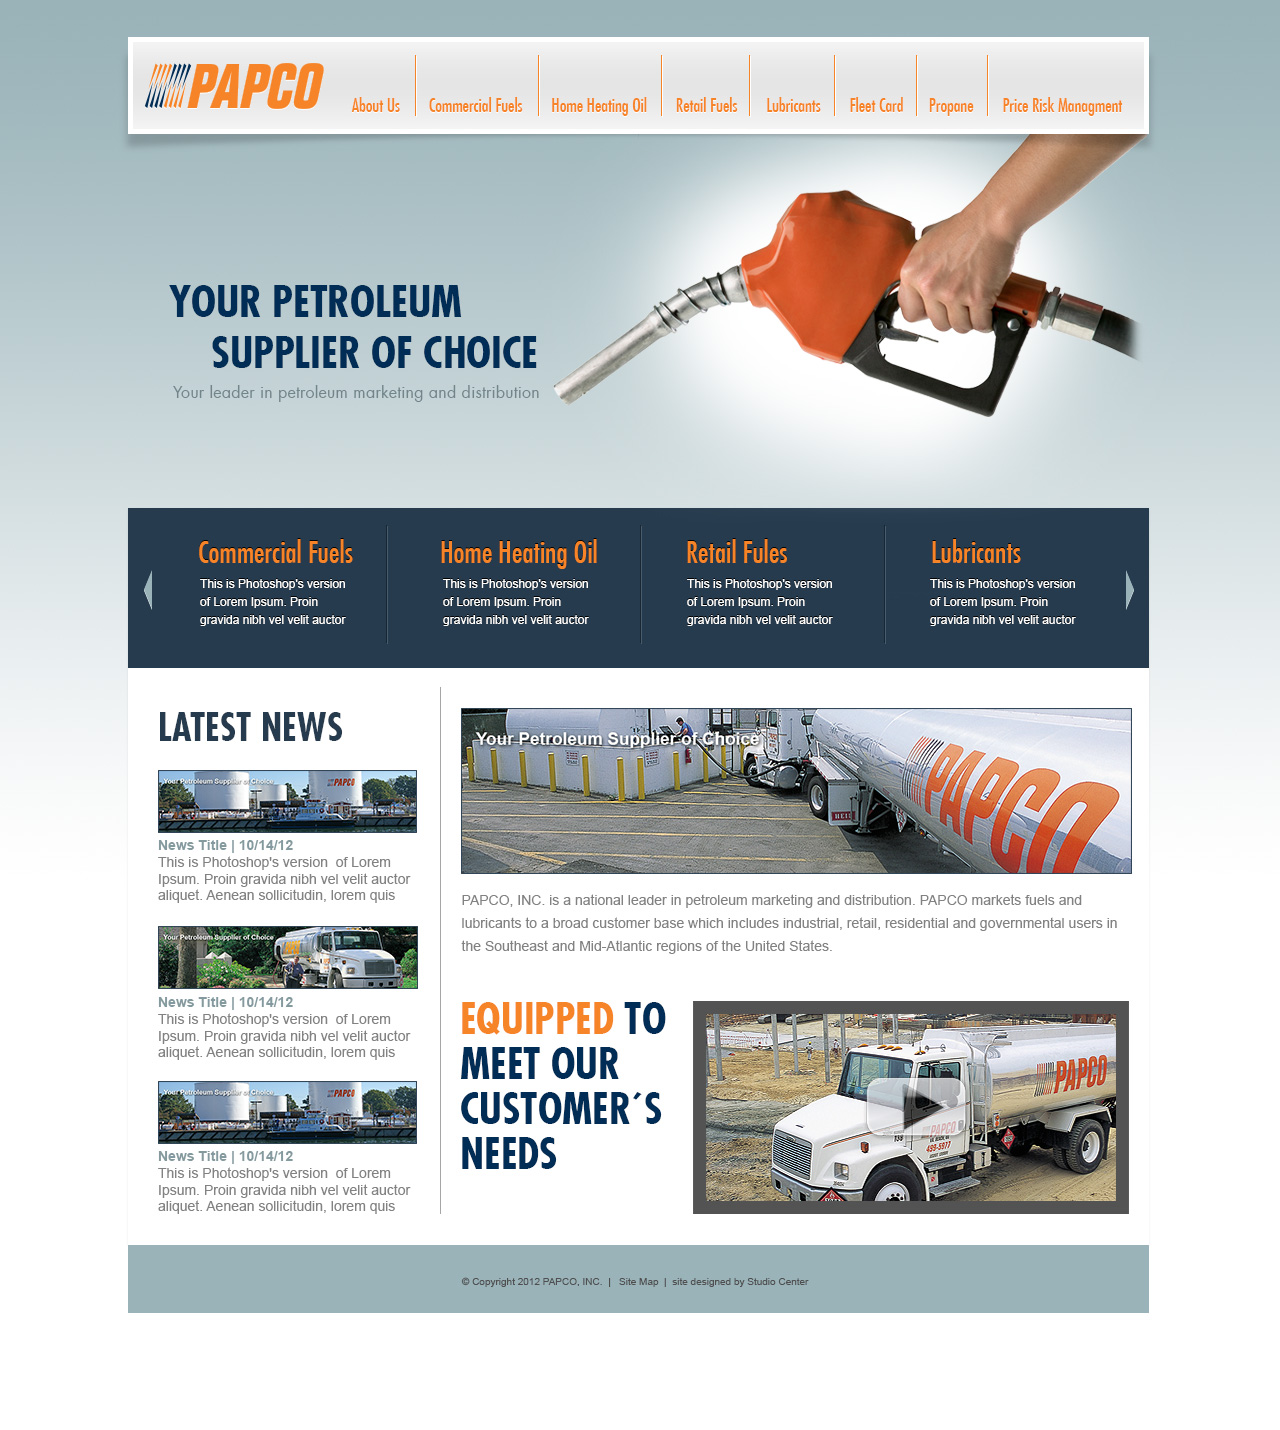 PAPCO
About Us
Commercial Fuels
Home Heating Oil
Retail Fuels
Lubricants
Fleet Card
Propane
Price Risk Managment
YOUR PETROLEUM
SUPPLIER OF CHOICE
Your leader in petroleum marketing and distribution
Commercial Fuels
This is Photoshop's version
of Lorem Ipsum. Proin
gravida nibh vel velit auctor
Home Heating Oil
This is Photoshop's version
of Lorem Ipsum. Proin
gravida nibh vel velit auctor
Retail Fules
This is Photoshop's version
of Lorem Ipsum. Proin
gravida nibh vel velit auctor
Lubricants
This is Photoshop's version
of Lorem Ipsum. Proin
gravida nibh vel velit auctor
LATEST NEWS
Your Petroleum Supplier of Choice
PAPCO
News Title | 10/14/12
This is Photoshop's version  of Lorem
Ipsum. Proin gravida nibh vel velit auctor
aliquet. Aenean sollicitudin, lorem quis
Your Petroleum Supplier of Choice
News Title | 10/14/12
This is Photoshop's version  of Lorem
Ipsum. Proin gravida nibh vel velit auctor
aliquet. Aenean sollicitudin, lorem quis
Your Petroleum Supplier of Choice
PAPCO
News Title | 10/14/12
This is Photoshop's version  of Lorem
Ipsum. Proin gravida nibh vel velit auctor
aliquet. Aenean sollicitudin, lorem quis
Your Petroleum Supplier of Choice
PAPCO
PAPCO, INC. is a national leader in petroleum marketing and distribution. PAPCO markets fuels and
lubricants to a broad customer base which includes industrial, retail, residential and governmental users in
the Southeast and Mid-Atlantic regions of the United States.
EQUIPPED TO
MEET OUR
CUSTOMER´S
NEEDS
PAPCO
PAPCO
138
499-5977
© Copyright 2012 PAPCO, INC.  |   Site Map  |  site designed by Studio Center